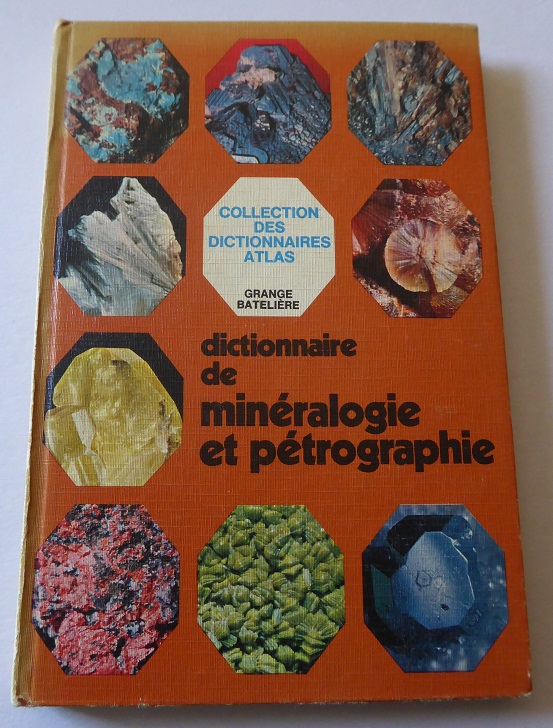 COLLECTION
DES
DICTIONNAIRES
ATLAS
GRANGE
BATELIÈRE
dictionnaire
de
minéralogie
et pétrographie